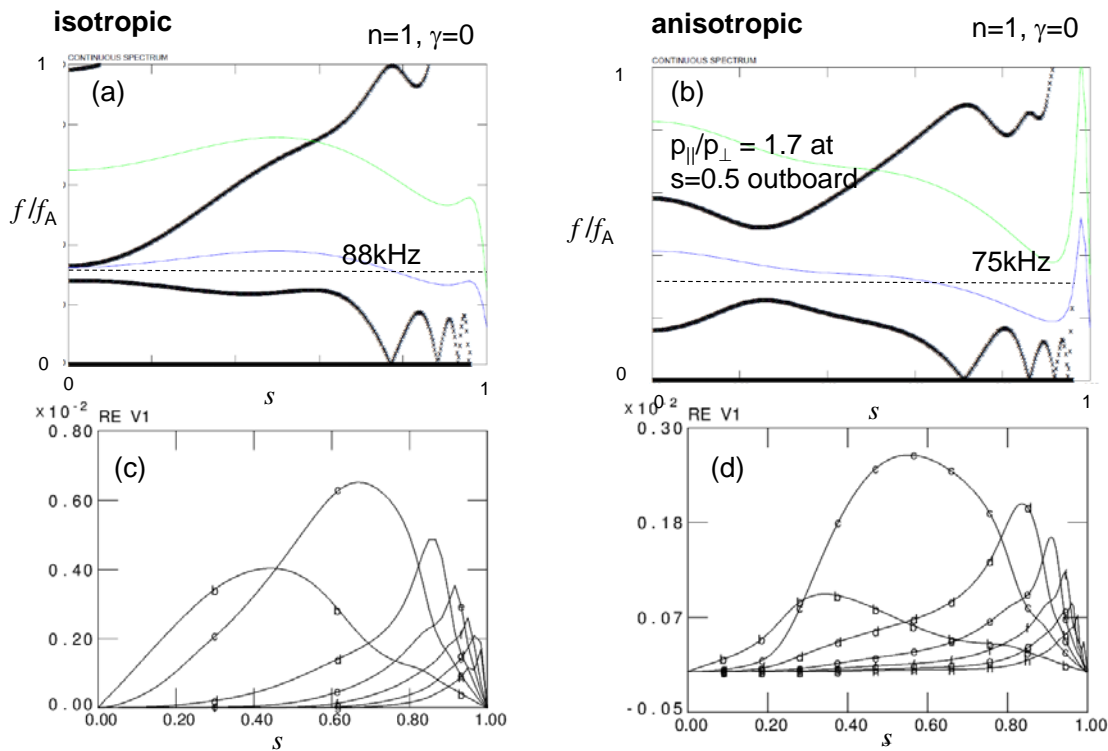 isotropic
n=1, γ=0
CONTINUOUS SPECTRUM
1
(a)
f/fA
88kHz
0
0
s
1
anisotropic
n=1, γ=0
CONTINUOUS SPECTRUM
1
(b)
p||/p⊥ = 1.7 at
s=0.5 outboard
f/fA
75kHz
0
0
s
1
x 10^-2 RE V1
0.80
(c)
0.60
0.40
0.20
0.00
0.00 0.20 0.40 0.60 0.80 1.00
s
x 10^-2 RE V1
0.30
(d)
0.18
0.07
-0.05
0.00 0.20 0.40 0.60 0.80 1.00
s